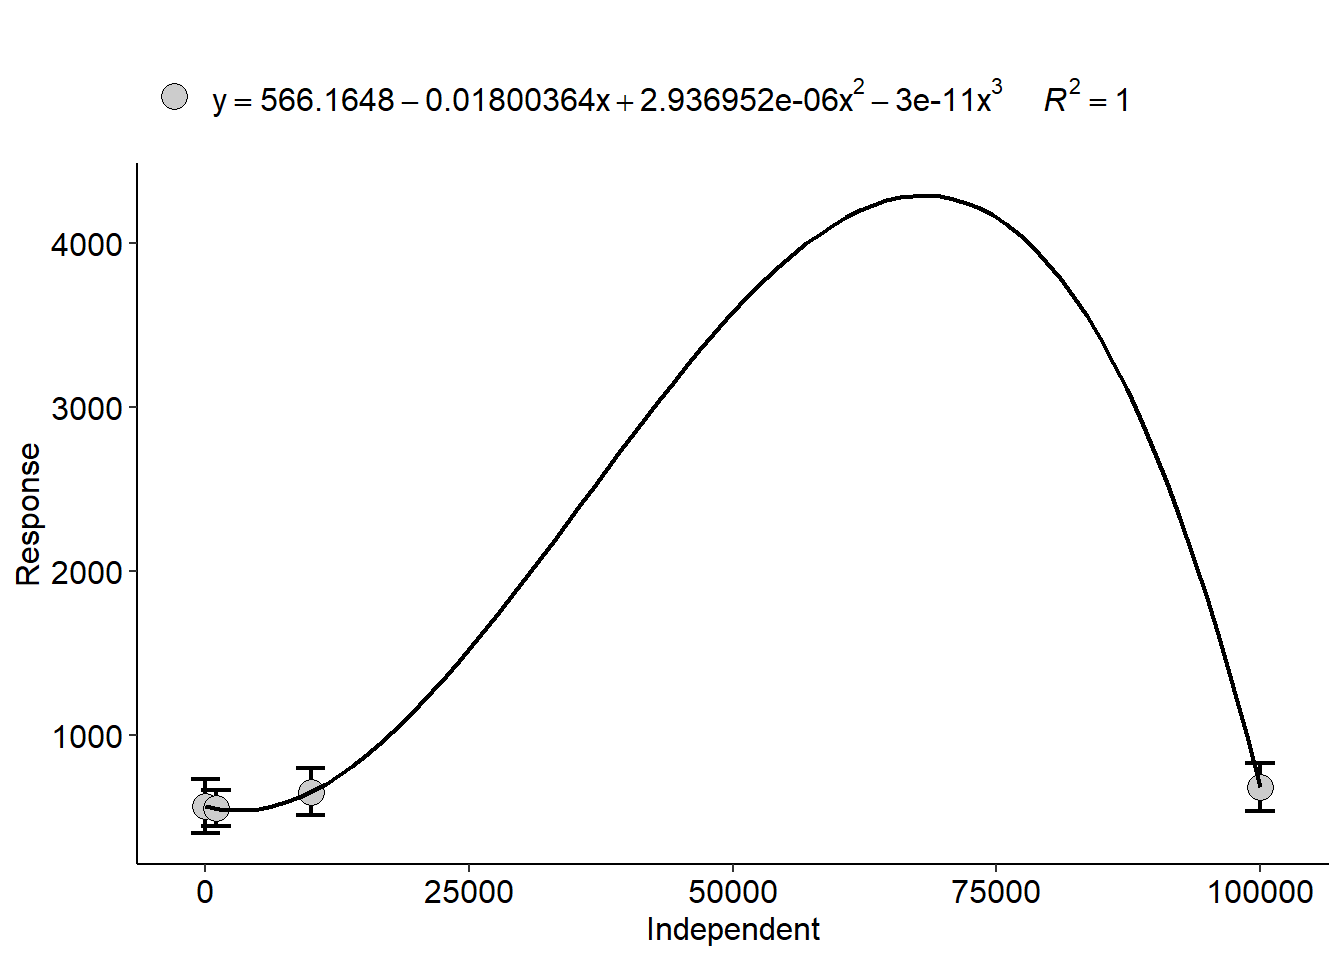 y = 566.1648 − 0.01800364x + 2.936952e-06x² − 3e-11x³   R² = 1
4000
3000
2000
1000
Response
0 25000 50000 75000 100000
Independent